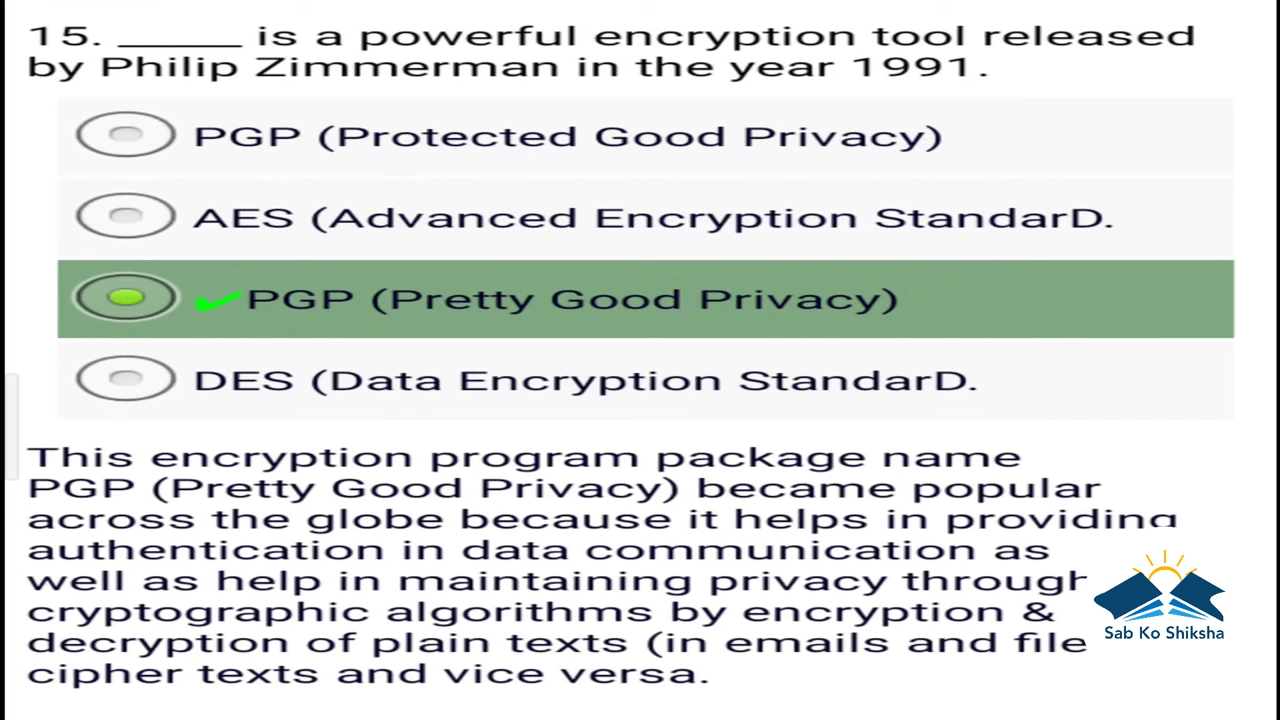 15. _____ is a powerful encryption tool released
by Philip Zimmerman in the year 1991.
PGP (Protected Good Privacy)
AES (Advanced Encryption StandarD.
✔PGP (Pretty Good Privacy)
DES (Data Encryption StandarD.
This encryption program package name
PGP (Pretty Good Privacy) became popular
across the globe because it helps in providing
authentication in data communication as
well as help in maintaining privacy through
cryptographic algorithms by encryption &
decryption of plain texts (in emails and file
cipher texts and vice versa.
Sab Ko Shiksha